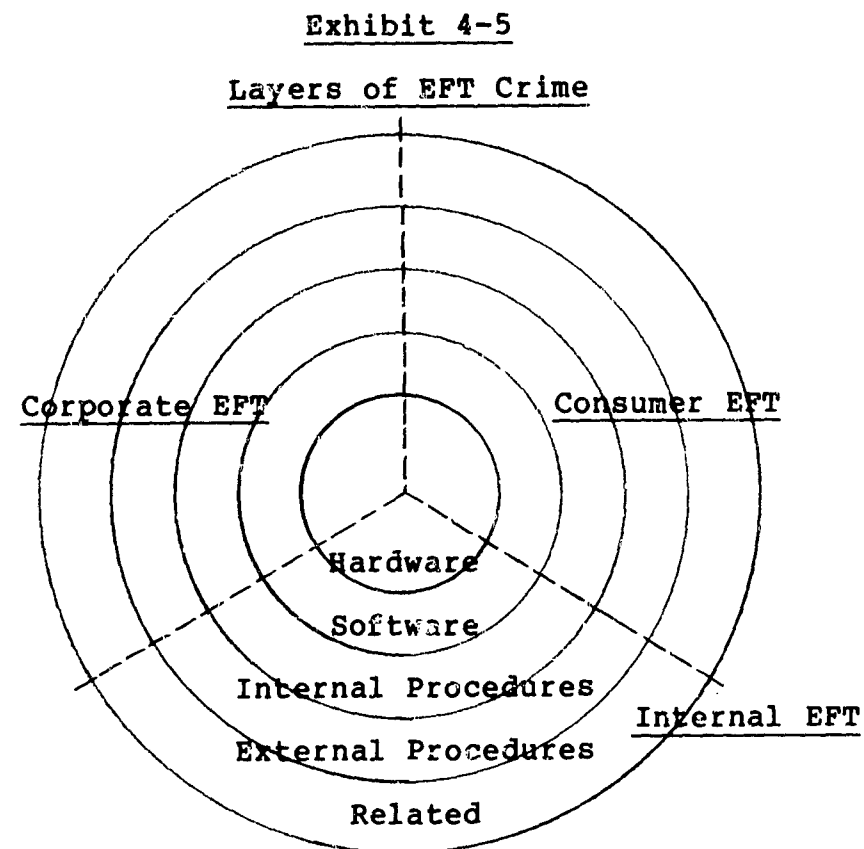 Exhibit 4-5
Layers of EFT Crime
Corporate EFT
Consumer EFT
Hardware
Software
Internal Procedures
Internal EFT
External Procedures
Related